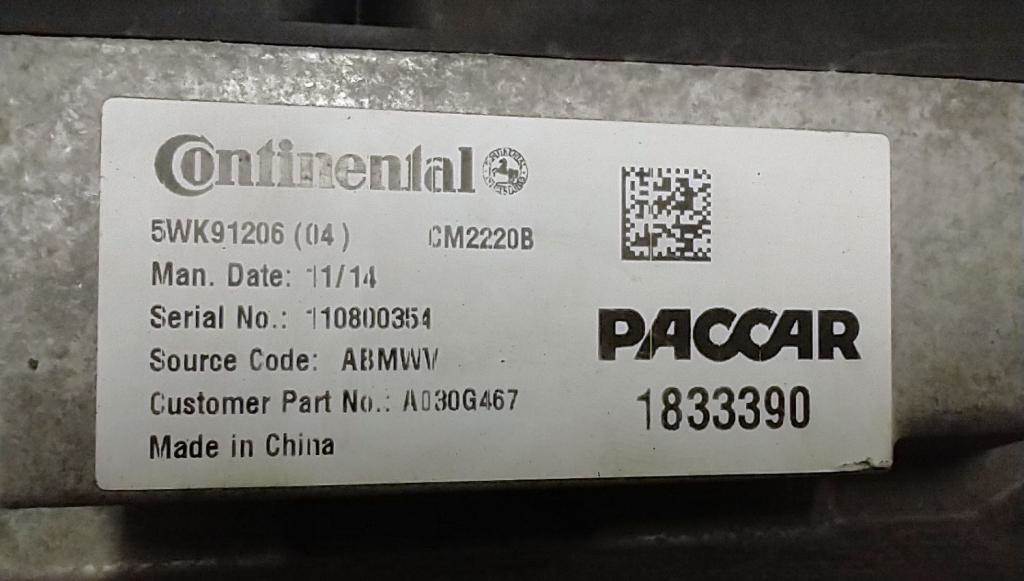 Continental
5WK91206 (04) CM2220B
Man. Date: 11/14
Serial No.: 110800354
Source Code: ABMWV
Customer Part No.: A030G467
Made in China
PACCAR
1833390